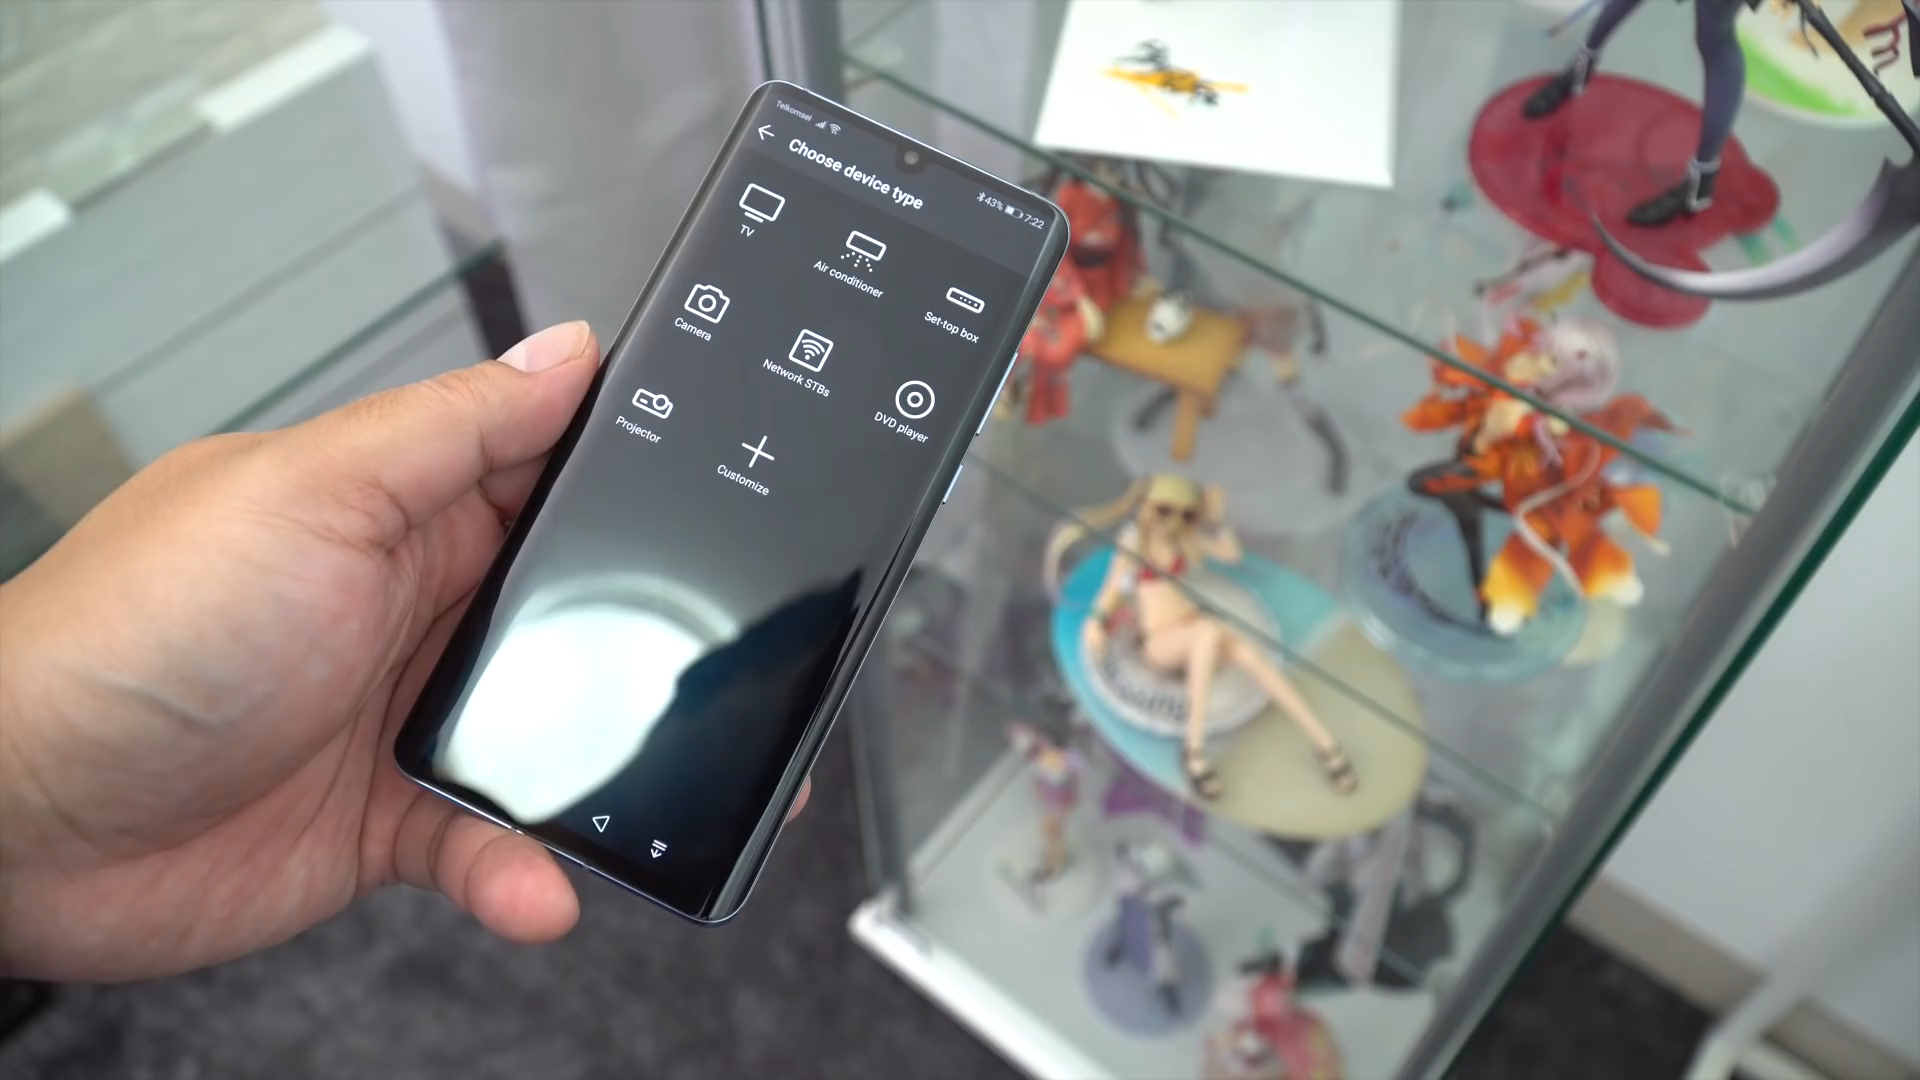 Telkomsel
43% 7:22
Choose device type
TV
Air conditioner
Set-top box
Camera
Network STBs
DVD player
Projector
Customize